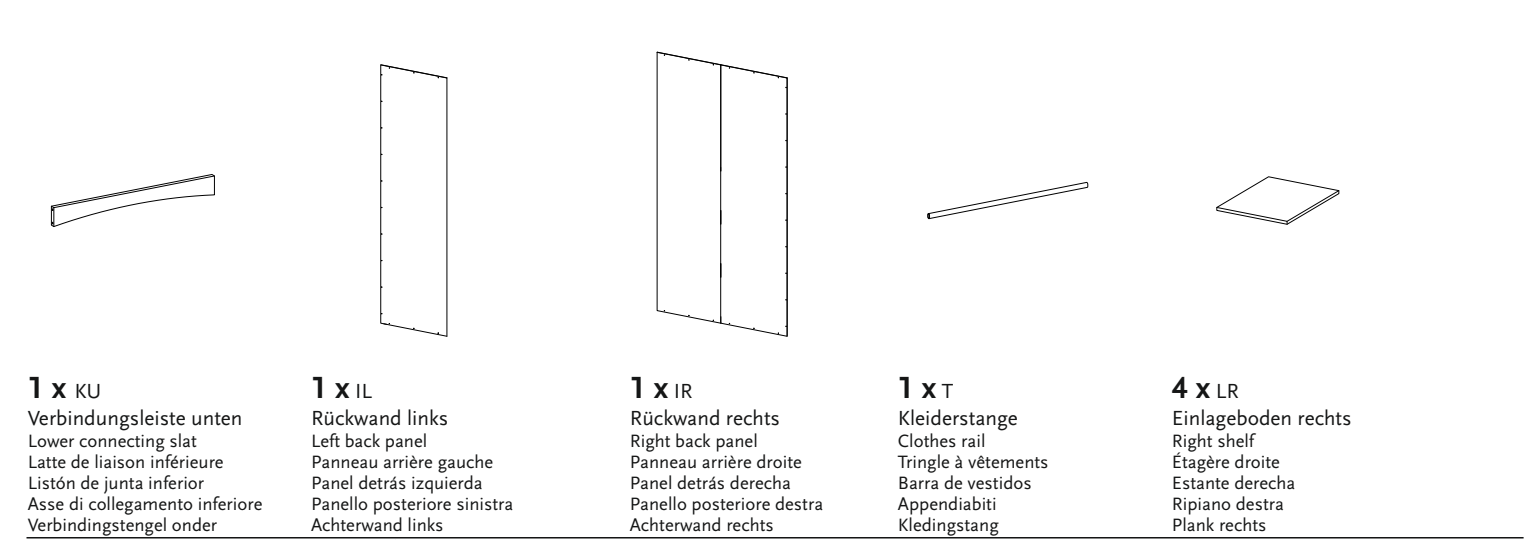 1 x KU
Verbindungsleiste unten
Lower connecting slat
Latte de liaison inférieure
Listón de junta inferior
Asse di collegamento inferiore
Verbindingstengel onder
1 x IL
Rückwand links
Left back panel
Panneau arrière gauche
Panel detrás izquierda
Panello posteriore sinistra
Achterwand links
1 x IR
Rückwand rechts
Right back panel
Panneau arrière droite
Panel detrás derecha
Panello posteriore destra
Achterwand rechts
1 x T
Kleiderstange
Clothes rail
Tringle à vêtements
Barra de vestidos
Appendiabiti
Kledingstang
4 x LR
Einlageboden rechts
Right shelf
Étagère droite
Estante derecha
Ripiano destra
Plank rechts